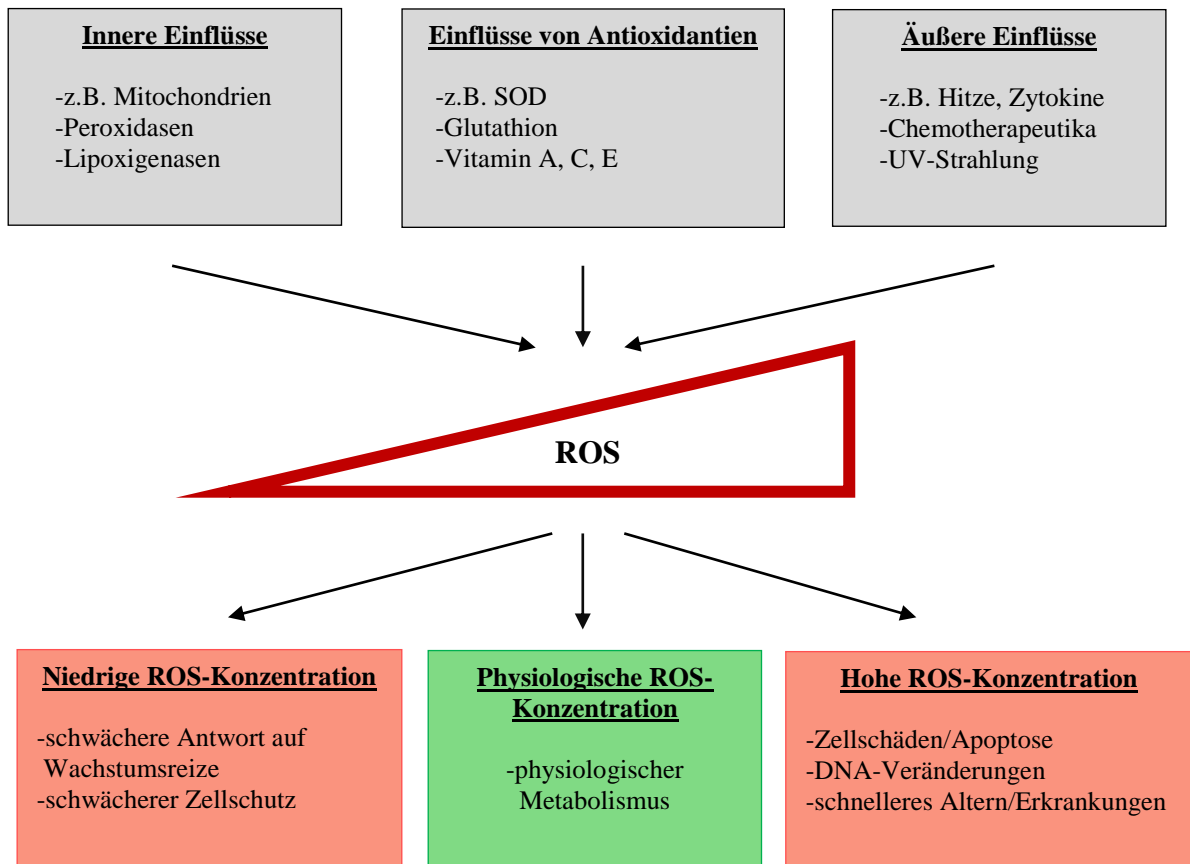 Innere Einflüsse
-z.B. Mitochondrien
-Peroxidasen
-Lipoxigenasen
Einflüsse von Antioxidantien
-z.B. SOD
-Glutathion
-Vitamin A, C, E
Äußere Einflüsse
-z.B. Hitze, Zytokine
-Chemotherapeutika
-UV-Strahlung
ROS
Niedrige ROS-Konzentration
-schwächere Antwort auf
Wachstumsreize
-schwächerer Zellschutz
Physiologische ROS-
Konzentration
-physiologischer
Metabolismus
Hohe ROS-Konzentration
-Zellschäden/Apoptose
-DNA-Veränderungen
-schnelleres Altern/Erkrankungen